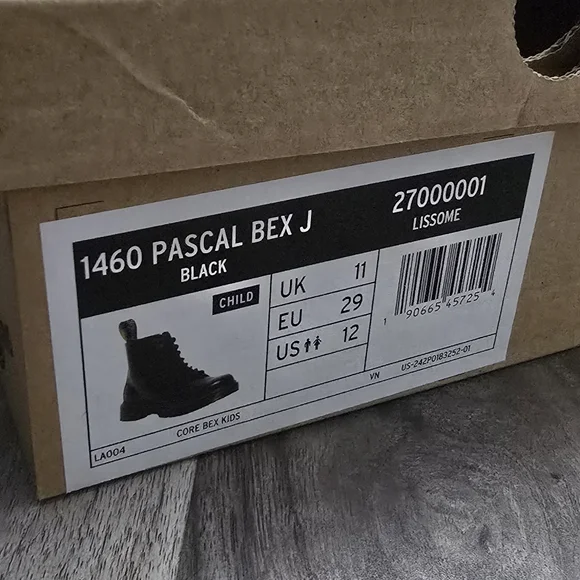 1460 PASCAL BEX J
BLACK
27000001
LISSOME
CHILD
UK 11
EU 29
US 12
1 90665 45725 4
US-242P0183252-01
VN
CORE BEX KIDS
LA004